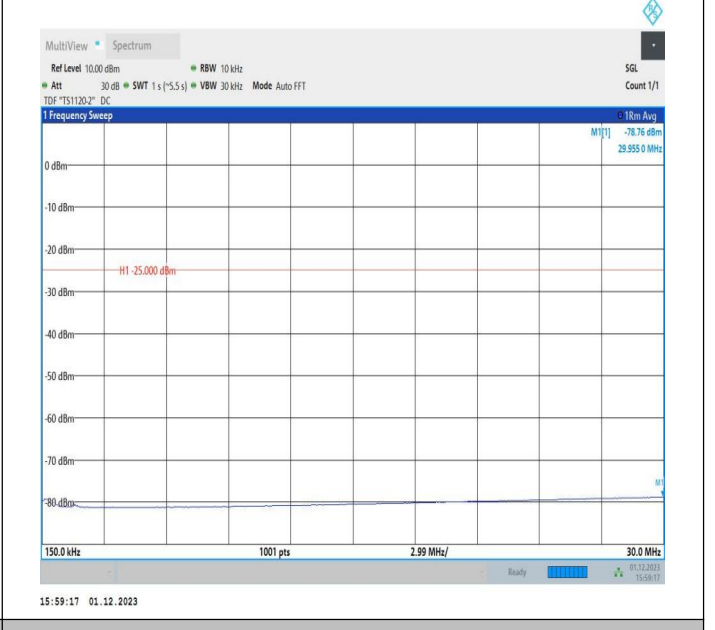 R S
MultiView Spectrum
Ref Level 10.00 dBm RBW 10 kHz SGL
Att 30 dB SWT 1 s (~5.5 s) VBW 30 kHz Mode Auto FFT Count 1/1
TDF "TS1120-2" DC
1 Frequency Sweep 1Rm Avg
M1[1] -78.76 dBm
29.955 0 MHz
0 dBm
-10 dBm
-20 dBm
H1 -25.000 dBm
-30 dBm
-40 dBm
-50 dBm
-60 dBm
-70 dBm
M1
-80 dBm
150.0 kHz 1001 pts 2.99 MHz/ 30.0 MHz
Ready 01.12.2023
15:59:17
15:59:17 01.12.2023